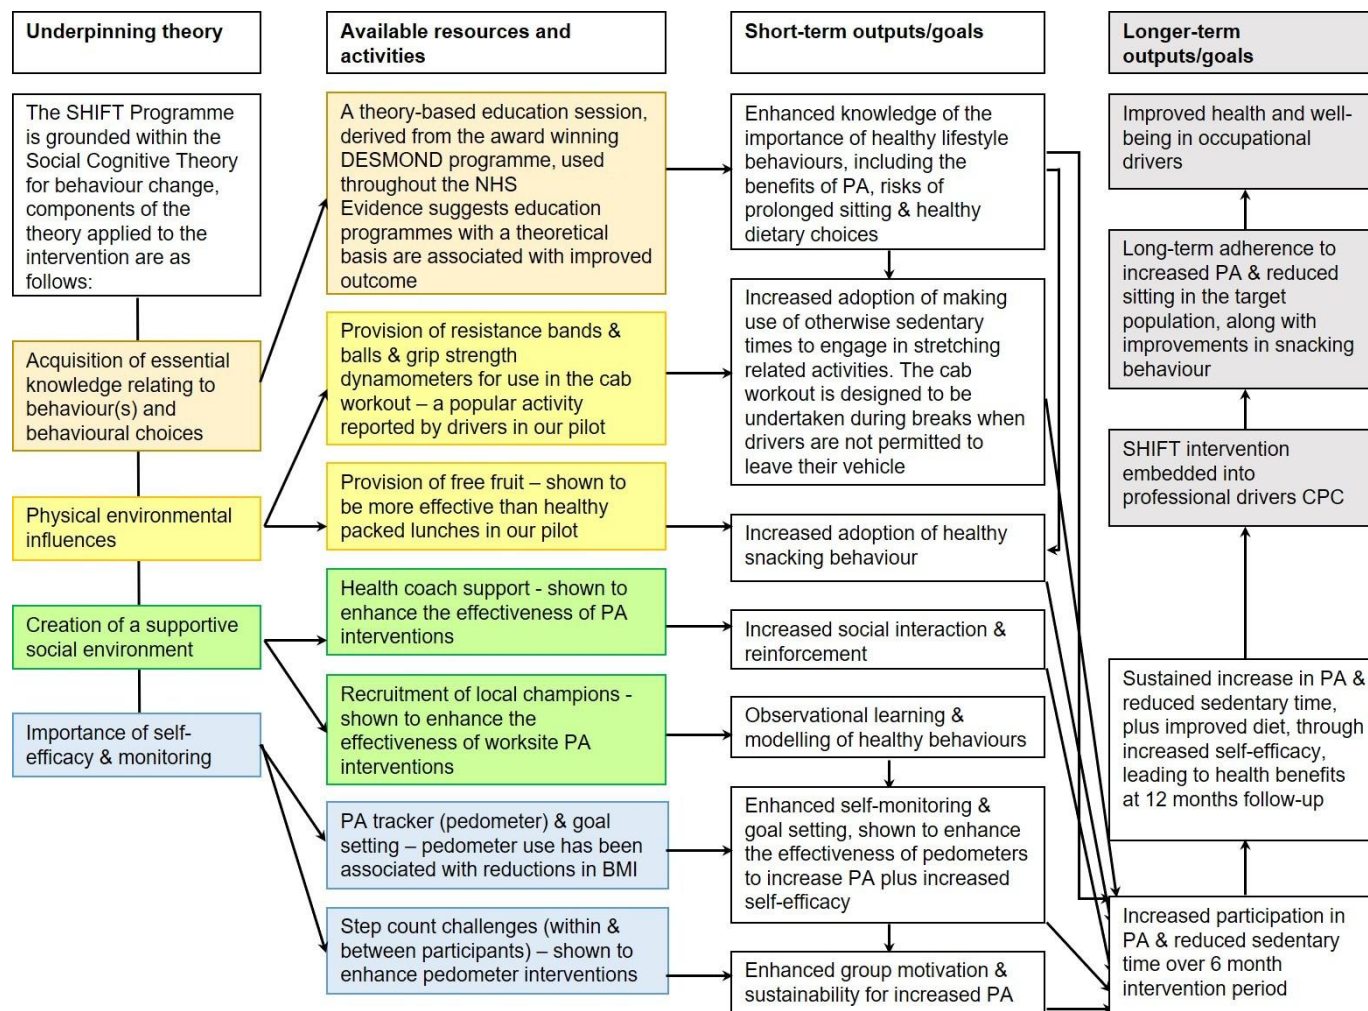 Underpinning theory
The SHIFT Programme
is grounded within the
Social Cognitive Theory
for behaviour change,
components of the
theory applied to the
intervention are as
follows:
Acquisition of essential
knowledge relating to
behaviour(s) and
behavioural choices
Physical environmental
influences
Creation of a supportive
social environment
Importance of self-
efficacy & monitoring
Available resources and
activities
A theory-based education session,
derived from the award winning
DESMOND programme, used
throughout the NHS
Evidence suggests education
programmes with a theoretical
basis are associated with improved
outcome
Provision of resistance bands &
balls & grip strength
dynamometers for use in the cab
workout – a popular activity
reported by drivers in our pilot
Provision of free fruit – shown to
be more effective than healthy
packed lunches in our pilot
Health coach support - shown to
enhance the effectiveness of PA
interventions
Recruitment of local champions -
shown to enhance the
effectiveness of worksite PA
interventions
PA tracker (pedometer) & goal
setting – pedometer use has been
associated with reductions in BMI
Step count challenges (within &
between participants) – shown to
enhance pedometer interventions
Short-term outputs/goals
Enhanced knowledge of the
importance of healthy lifestyle
behaviours, including the
benefits of PA, risks of
prolonged sitting & healthy
dietary choices
Increased adoption of making
use of otherwise sedentary
times to engage in stretching
related activities. The cab
workout is designed to be
undertaken during breaks when
drivers are not permitted to
leave their vehicle
Increased adoption of healthy
snacking behaviour
Increased social interaction &
reinforcement
Observational learning &
modelling of healthy behaviours
Enhanced self-monitoring &
goal setting, shown to enhance
the effectiveness of pedometers
to increase PA plus increased
self-efficacy
Enhanced group motivation &
sustainability for increased PA
Longer-term
outputs/goals
Improved health and well-
being in occupational
drivers
Long-term adherence to
increased PA & reduced
sitting in the target
population, along with
improvements in snacking
behaviour
SHIFT intervention
embedded into
professional drivers CPC
Sustained increase in PA &
reduced sedentary time,
plus improved diet, through
increased self-efficacy,
leading to health benefits
at 12 months follow-up
Increased participation in
PA & reduced sedentary
time over 6 month
intervention period